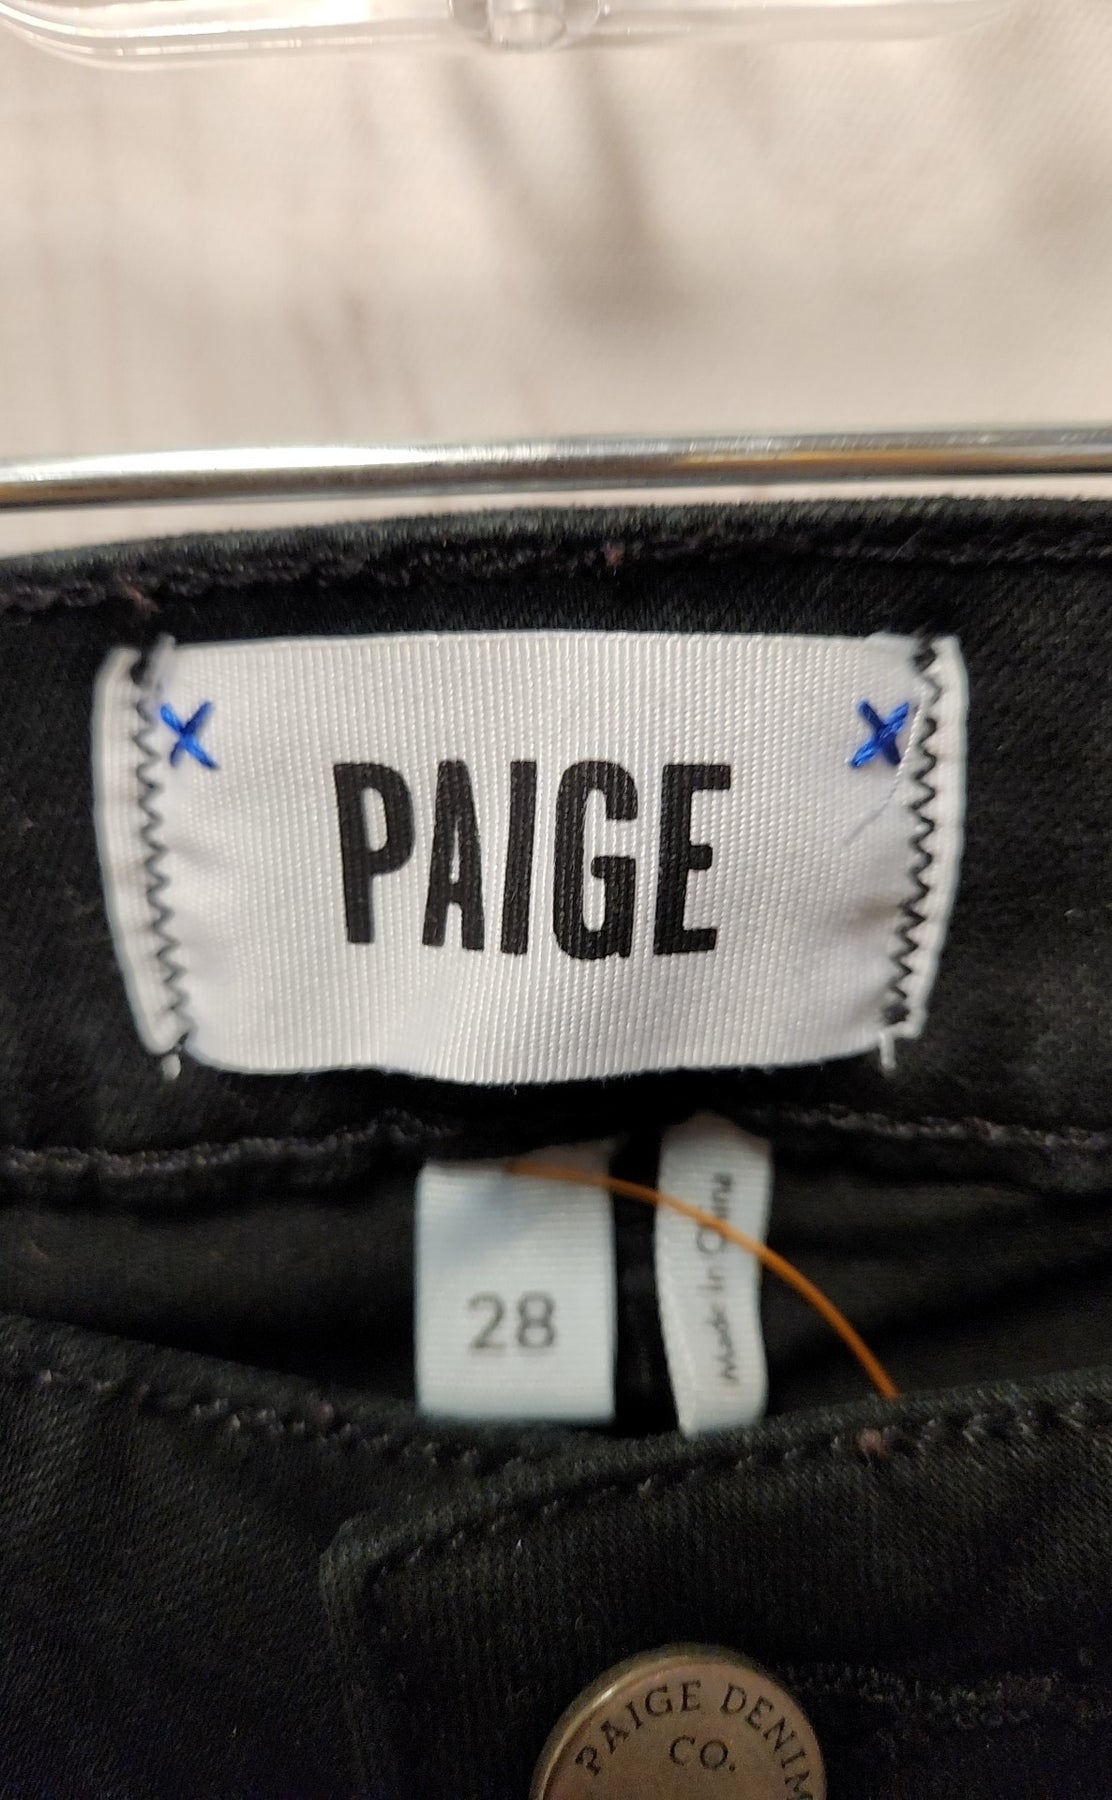 PAIGE
28
Made in China
PAIGE DENIM
CO.